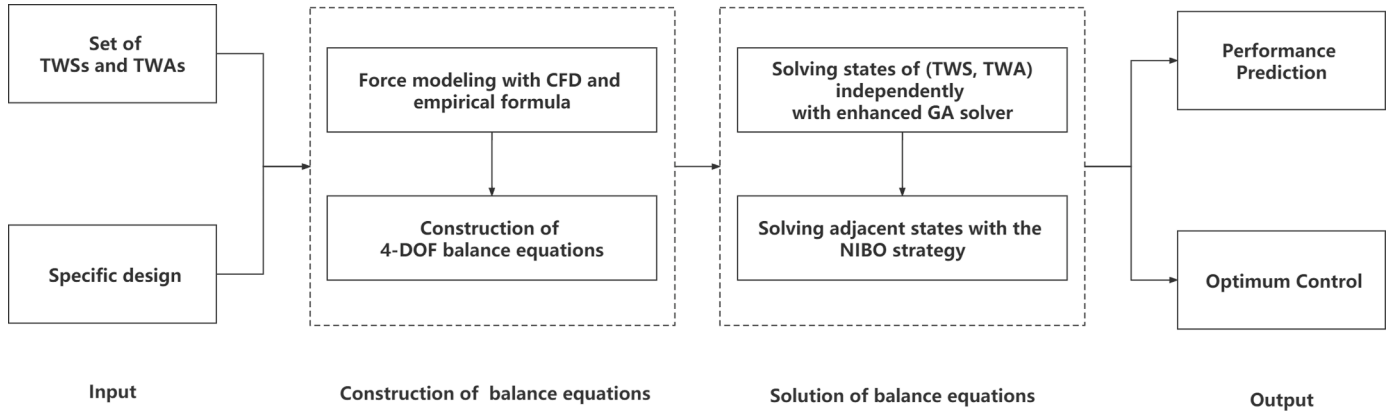 Set of
TWSs and TWAs
Specific design
Input
Force modeling with CFD and
empirical formula
Construction of
4-DOF balance equations
Construction of balance equations
Solving states of (TWS, TWA)
independently
with enhanced GA solver
Solving adjacent states with the
NIBO strategy
Solution of balance equations
Performance
Prediction
Optimum Control
Output